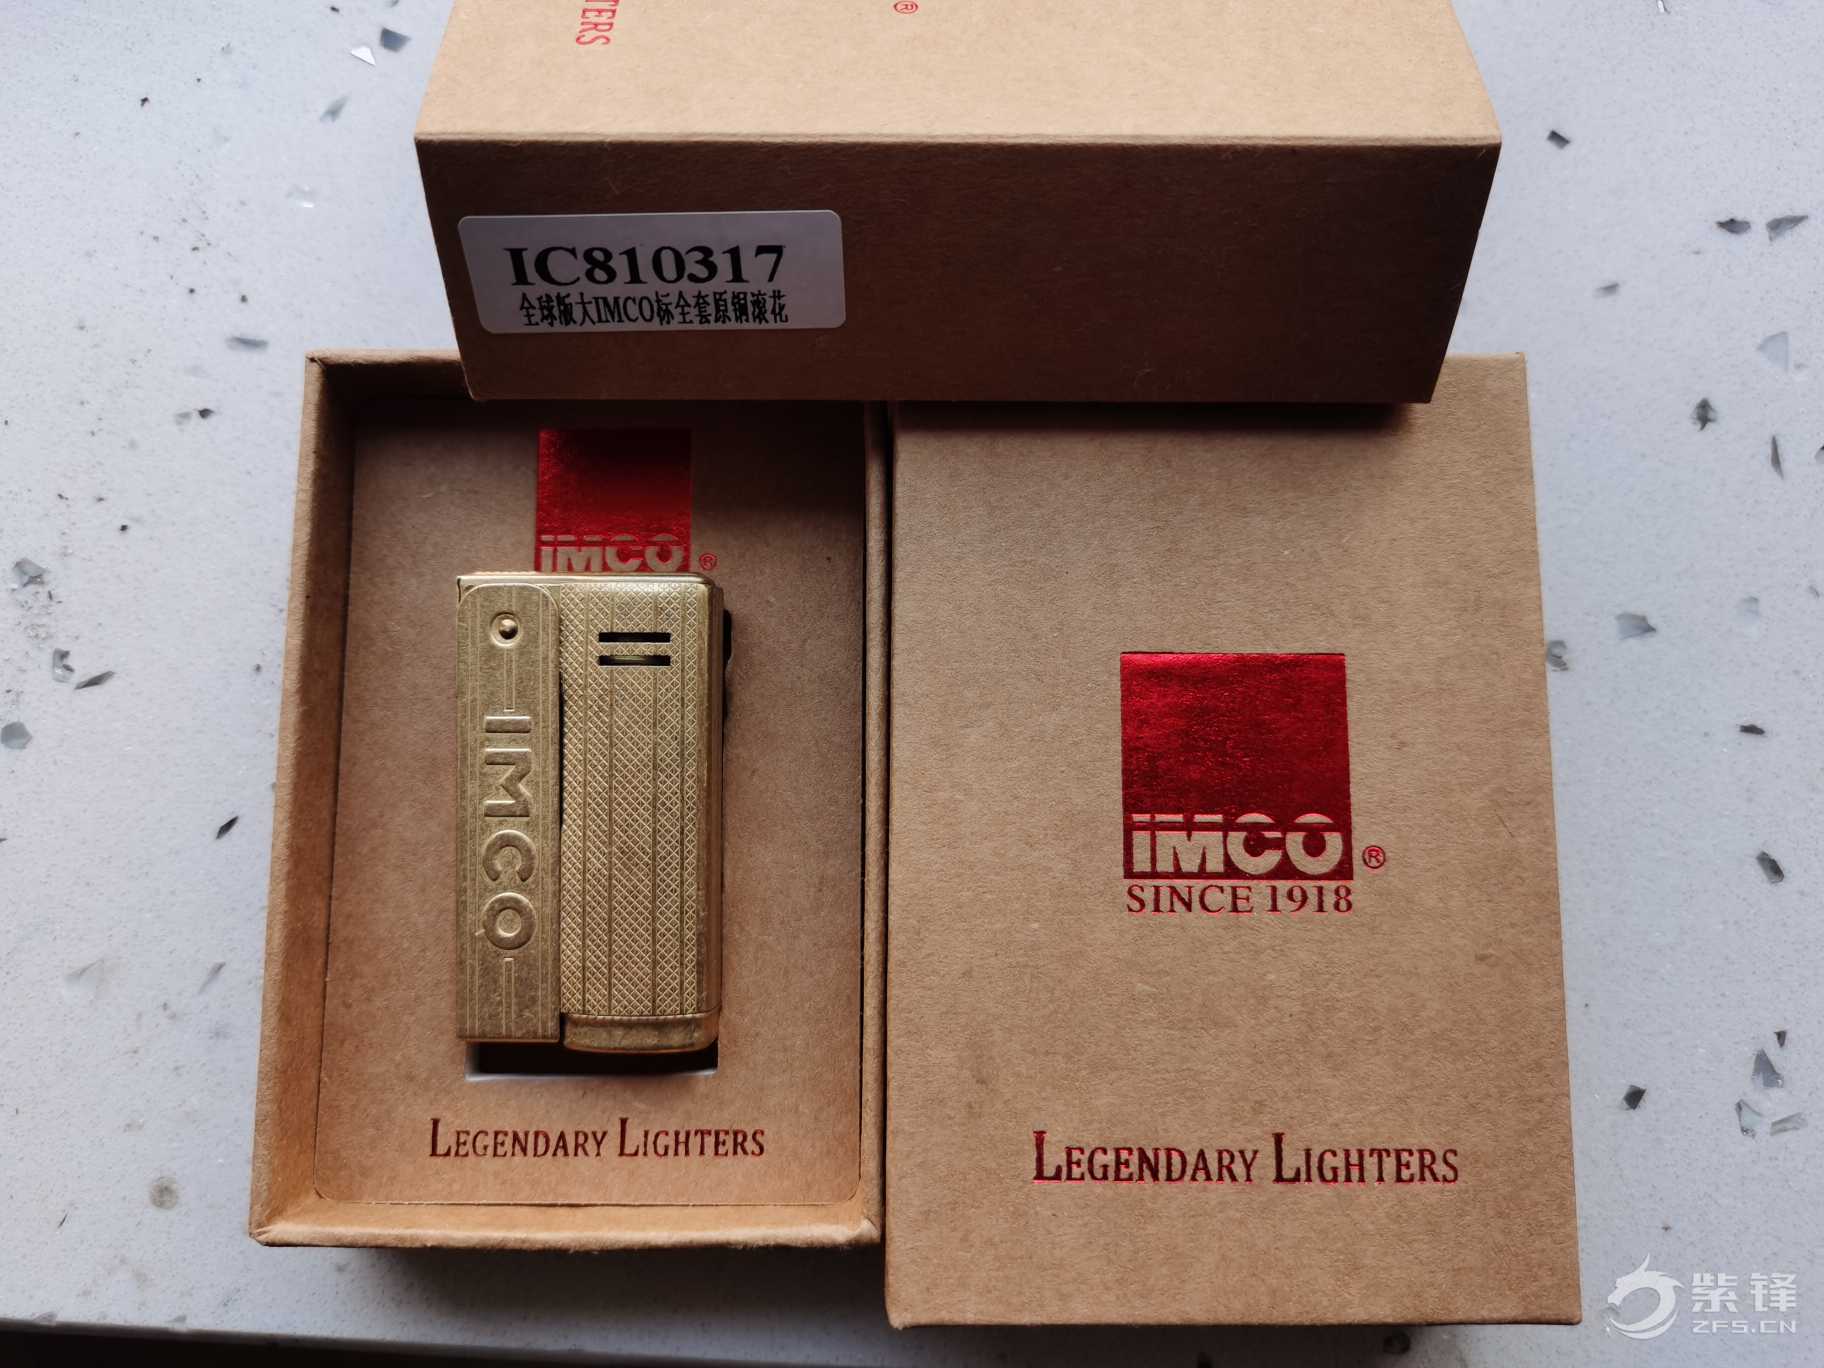 TERS
®
IC810317
全球版大IMCO标全套原铜滚花
IMCO®
IMCO
LEGENDARY LIGHTERS
IMCO®
SINCE 1918
LEGENDARY LIGHTERS
紫锋
ZFS.CN